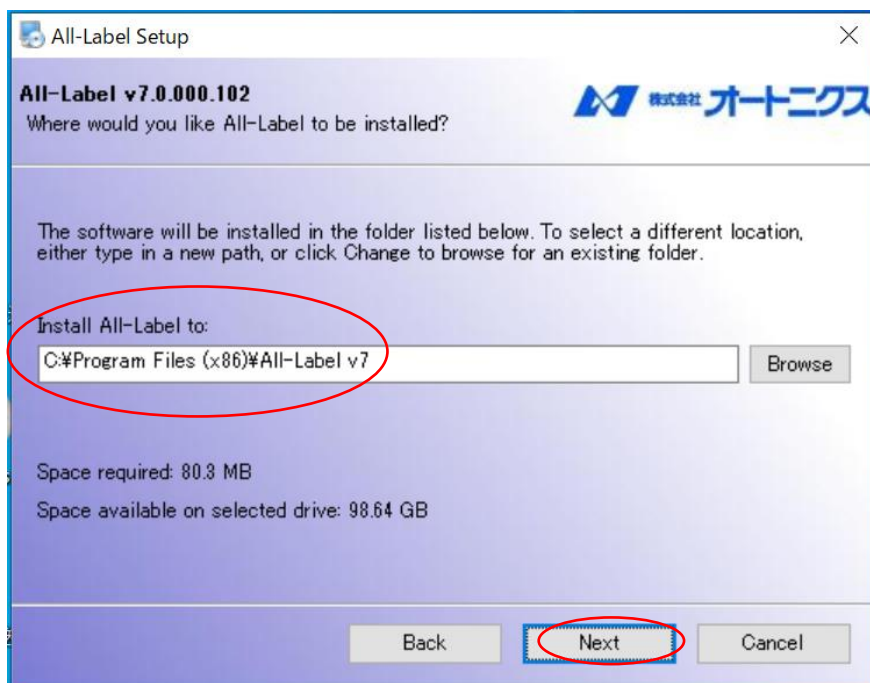 All-Label Setup
All-Label v7.0.000.102
Where would you like All-Label to be installed?
株式会社 オートニクス
The software will be installed in the folder listed below. To select a different location,
either type in a new path, or click Change to browse for an existing folder.
Install All-Label to:
C:¥Program Files (x86)¥All-Label v7
Browse
Space required: 80.3 MB
Space available on selected drive: 98.64 GB
Back Next Cancel